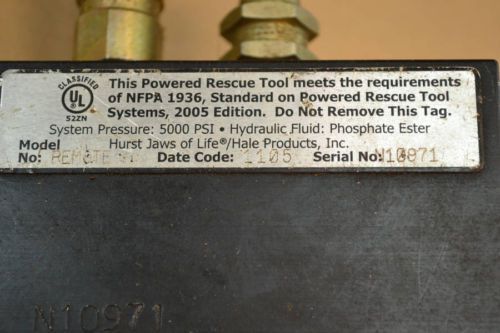 CLASSIFIED
UL
52ZN
This Powered Rescue Tool meets the requirements
of NFPA 1936, Standard on Powered Rescue Tool
Systems, 2005 Edition. Do Not Remove This Tag.
System Pressure: 5000 PSI • Hydraulic Fluid: Phosphate Ester
Model Hurst Jaws of Life®/Hale Products, Inc.
No: REMOTE Date Code: 1105 Serial No: N10971
N10971